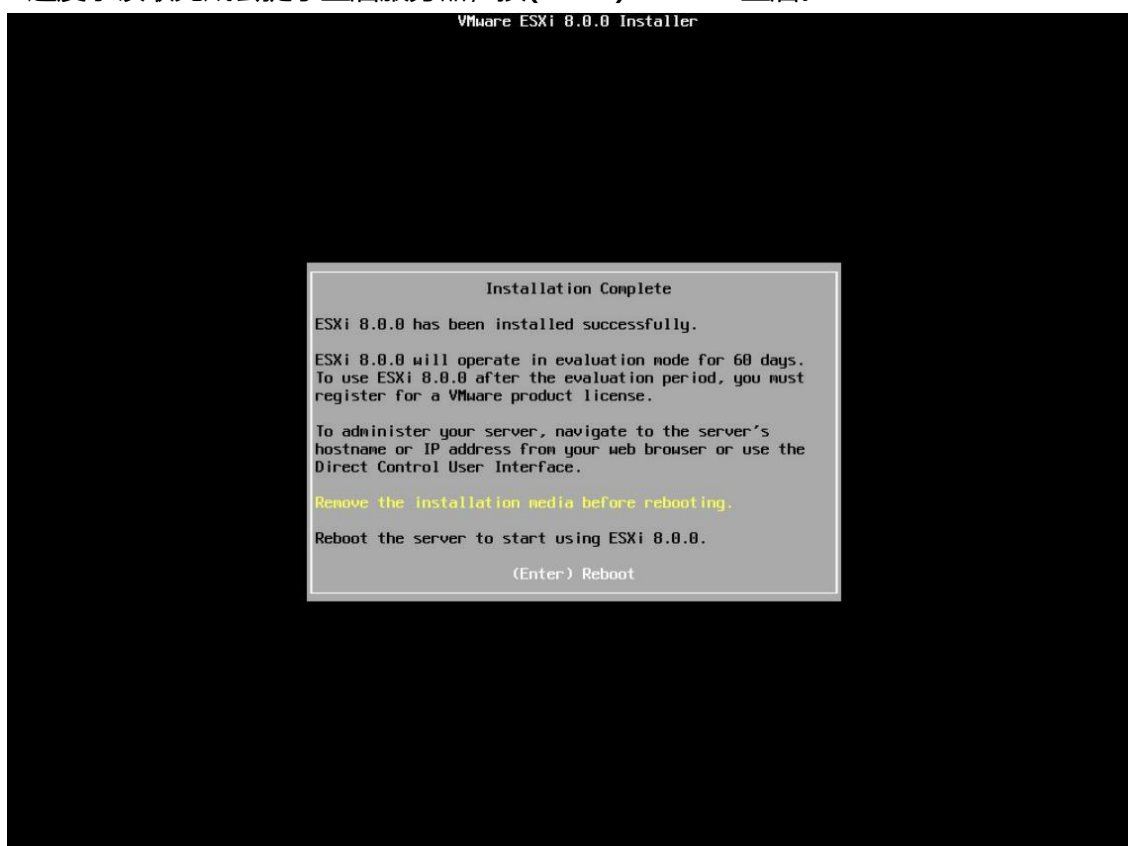 VMware ESXi 8.0.0 Installer
Installation Complete
ESXi 8.0.0 has been installed successfully.
ESXi 8.0.0 will operate in evaluation mode for 60 days.
To use ESXi 8.0.0 after the evaluation period, you must
register for a VMware product license.
To administer your server, navigate to the server's
hostname or IP address from your web browser or use the
Direct Control User Interface.
Remove the installation media before rebooting.
Reboot the server to start using ESXi 8.0.0.
(Enter) Reboot